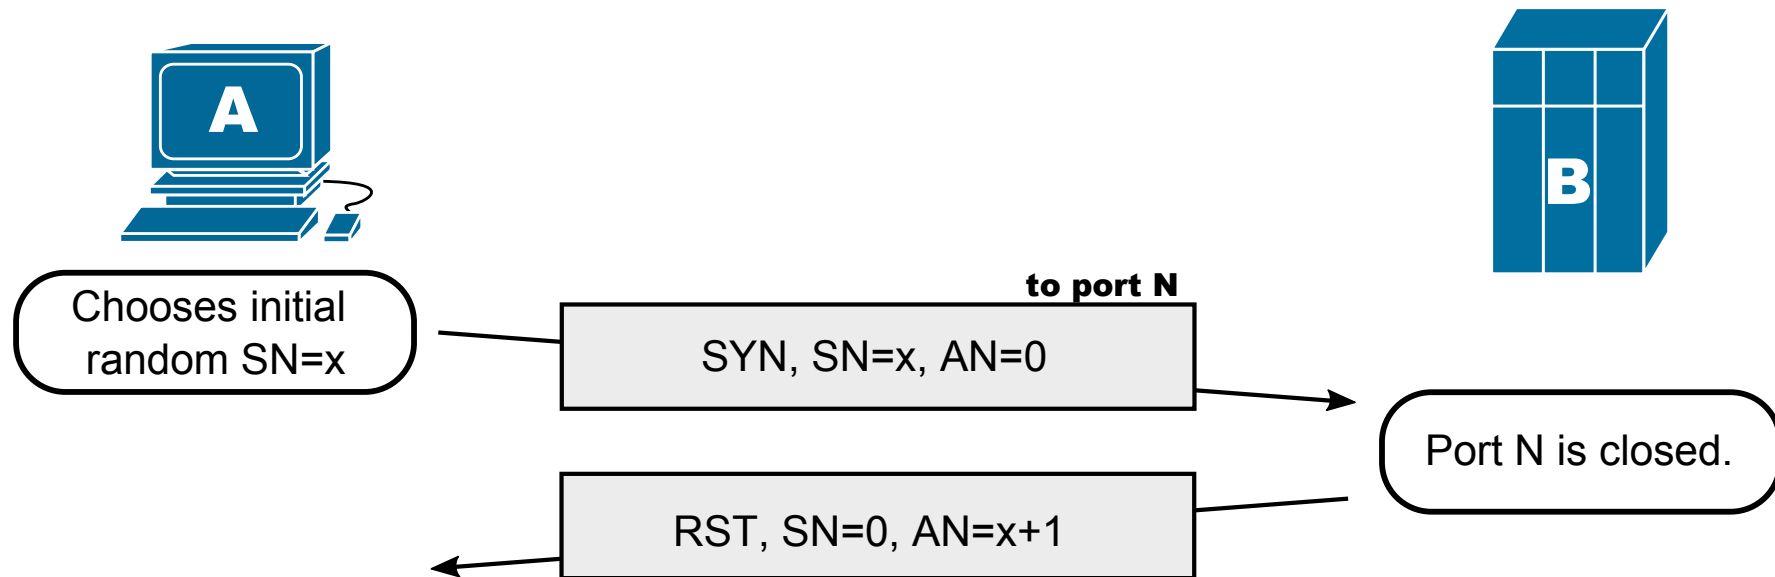 A
B
Chooses initial
random SN=x
to port N
SYN, SN=x, AN=0
Port N is closed.
RST, SN=0, AN=x+1